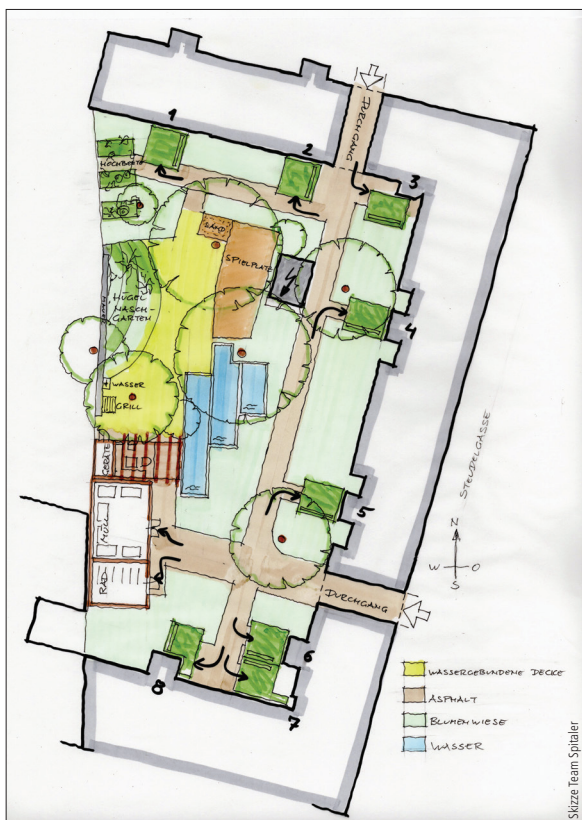 1
2
3
4
5
6
7
8
DURCHGANG
HOCHBEETE
SAND
SPIELPLATZ
HÜGEL
NASCH-
GARTEN
WASSER
GRILL
GERÄTE
MÜLL
RAD
DURCHGANG
STEUDELGASSE
N
W O
S
WASSERGEBUNDENE DECKE
ASPHALT
BLUMENWIESE
WASSER
Skizze Team Spitaler